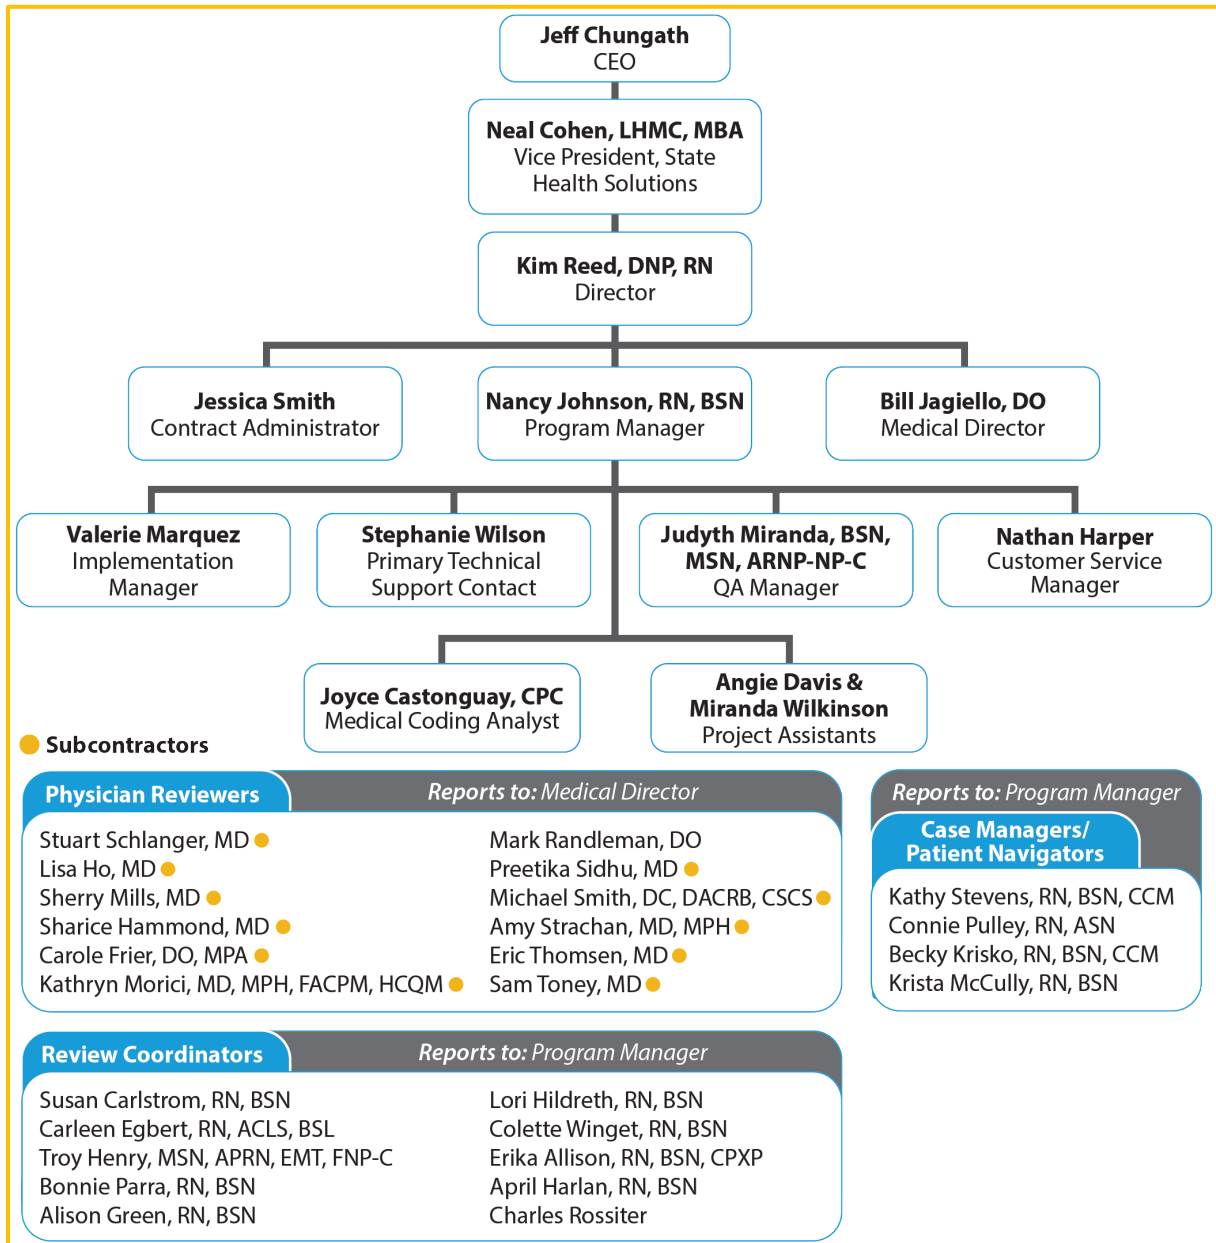 Jeff Chungath
CEO
Neal Cohen, LHMC, MBA
Vice President, State
Health Solutions
Kim Reed, DNP, RN
Director
Jessica Smith
Contract Administrator
Nancy Johnson, RN, BSN
Program Manager
Bill Jagiello, DO
Medical Director
Valerie Marquez
Implementation
Manager
Stephanie Wilson
Primary Technical
Support Contact
Judyth Miranda, BSN,
MSN, ARNP-NP-C
QA Manager
Nathan Harper
Customer Service
Manager
Joyce Castonguay, CPC
Medical Coding Analyst
Angie Davis &
Miranda Wilkinson
Project Assistants
Subcontractors
Physician Reviewers
Reports to: Medical Director
Stuart Schlanger, MD
Lisa Ho, MD
Sherry Mills, MD
Sharice Hammond, MD
Carole Frier, DO, MPA
Kathryn Morici, MD, MPH, FACPM, HCQM
Mark Randleman, DO
Preetika Sidhu, MD
Michael Smith, DC, DACRB, CSCS
Amy Strachan, MD, MPH
Eric Thomsen, MD
Sam Toney, MD
Reports to: Program Manager
Case Managers/
Patient Navigators
Kathy Stevens, RN, BSN, CCM
Connie Pulley, RN, ASN
Becky Krisko, RN, BSN, CCM
Krista McCully, RN, BSN
Review Coordinators
Reports to: Program Manager
Susan Carlstrom, RN, BSN
Carleen Egbert, RN, ACLS, BSL
Troy Henry, MSN, APRN, EMT, FNP-C
Bonnie Parra, RN, BSN
Alison Green, RN, BSN
Lori Hildreth, RN, BSN
Colette Winget, RN, BSN
Erika Allison, RN, BSN, CPXP
April Harlan, RN, BSN
Charles Rossiter